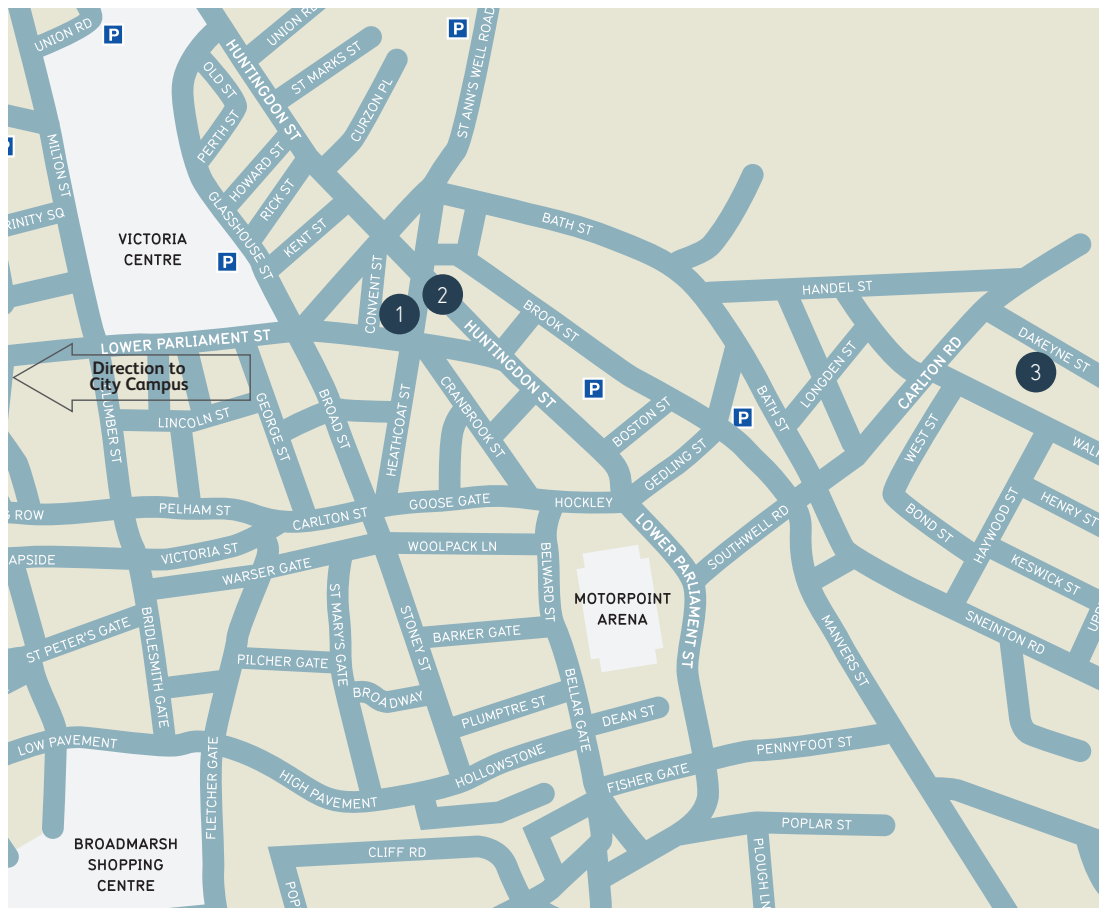 UNION RD
P
P
UNION RD
HUNTINGDON ST
ST MARKS ST
OLD ST
CURZON PL
ST ANN'S WELL ROAD
PERTH ST
MILTON ST
HOWARD ST
RICK ST
GLASSHOUSE ST
KENT ST
BATH ST
VICTORIA
CENTRE
P
CONVENT ST
1
2
HANDEL ST
BROOK ST
HUNTINGDON ST
LOWER PARLIAMENT ST
Direction to
City Campus
DAKEYNE ST
3
CARLTON RD
LONGDEN ST
P
P
BATH ST
LINCOLN ST
GEORGE ST
BROAD ST
HEATHCOAT ST
CRANBROOK ST
BOSTON ST
GEDLING ST
WEST ST
HENRY ST
BOND ST
HAYWOOD ST
KESWICK ST
ROW
PELHAM ST
CARLTON ST
GOOSE GATE
HOCKLEY
VICTORIA ST
WARSER GATE
WOOLPACK LN
LOWER PARLIAMENT ST
SOUTHWELL RD
BELWARD ST
MOTORPOINT
ARENA
SNEINTON RD
MANVERS ST
ST PETER'S GATE
BRIDLESMITH GATE
ST MARY'S GATE
STONEY ST
BARKER GATE
PILCHER GATE
BROADWAY
PLUMPTRE ST
BELLAR GATE
DEAN ST
LOW PAVEMENT
FLETCHER GATE
HIGH PAVEMENT
HOLLOWSTONE
FISHER GATE
PENNYFOOT ST
POPLAR ST
PLOUGH LN
CLIFF RD
POP
BROADMARSH
SHOPPING
CENTRE